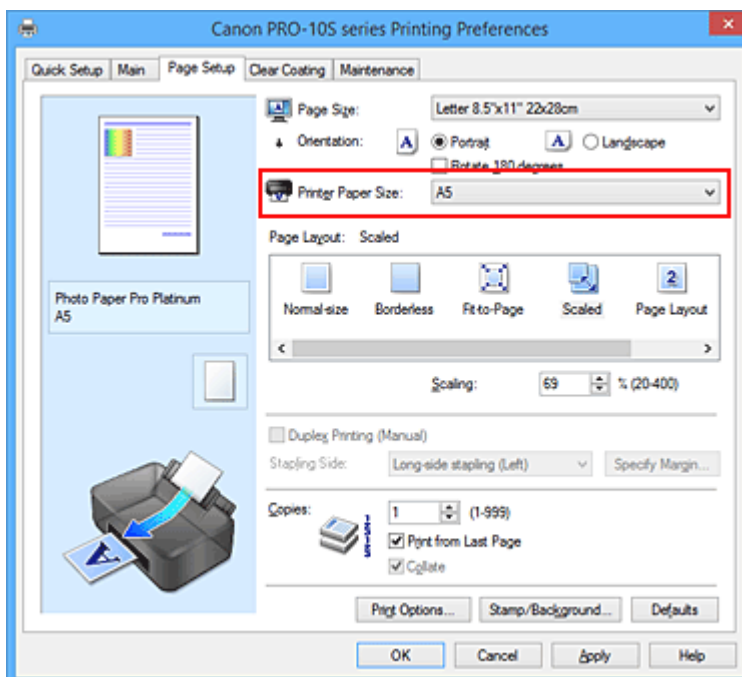 Canon PRO-10S series Printing Preferences
Quick Setup Main Page Setup Clear Coating Maintenance
Page Size: Letter 8.5"x11" 22x28cm
Orientation: A Portrait A Landscape
Rotate 180 degrees
Printer Paper Size: A5
Page Layout: Scaled
Normal-size Borderless Fit-to-Page Scaled 2 Page Layout
Photo Paper Pro Platinum
A5
Scaling: 69 % (20-400)
Duplex Printing (Manual)
Stapling Side: Long-side stapling (Left) Specify Margin...
Copies: 1 (1-999)
Print from Last Page
Collate
A
Print Options... Stamp/Background... Defaults
OK Cancel Apply Help